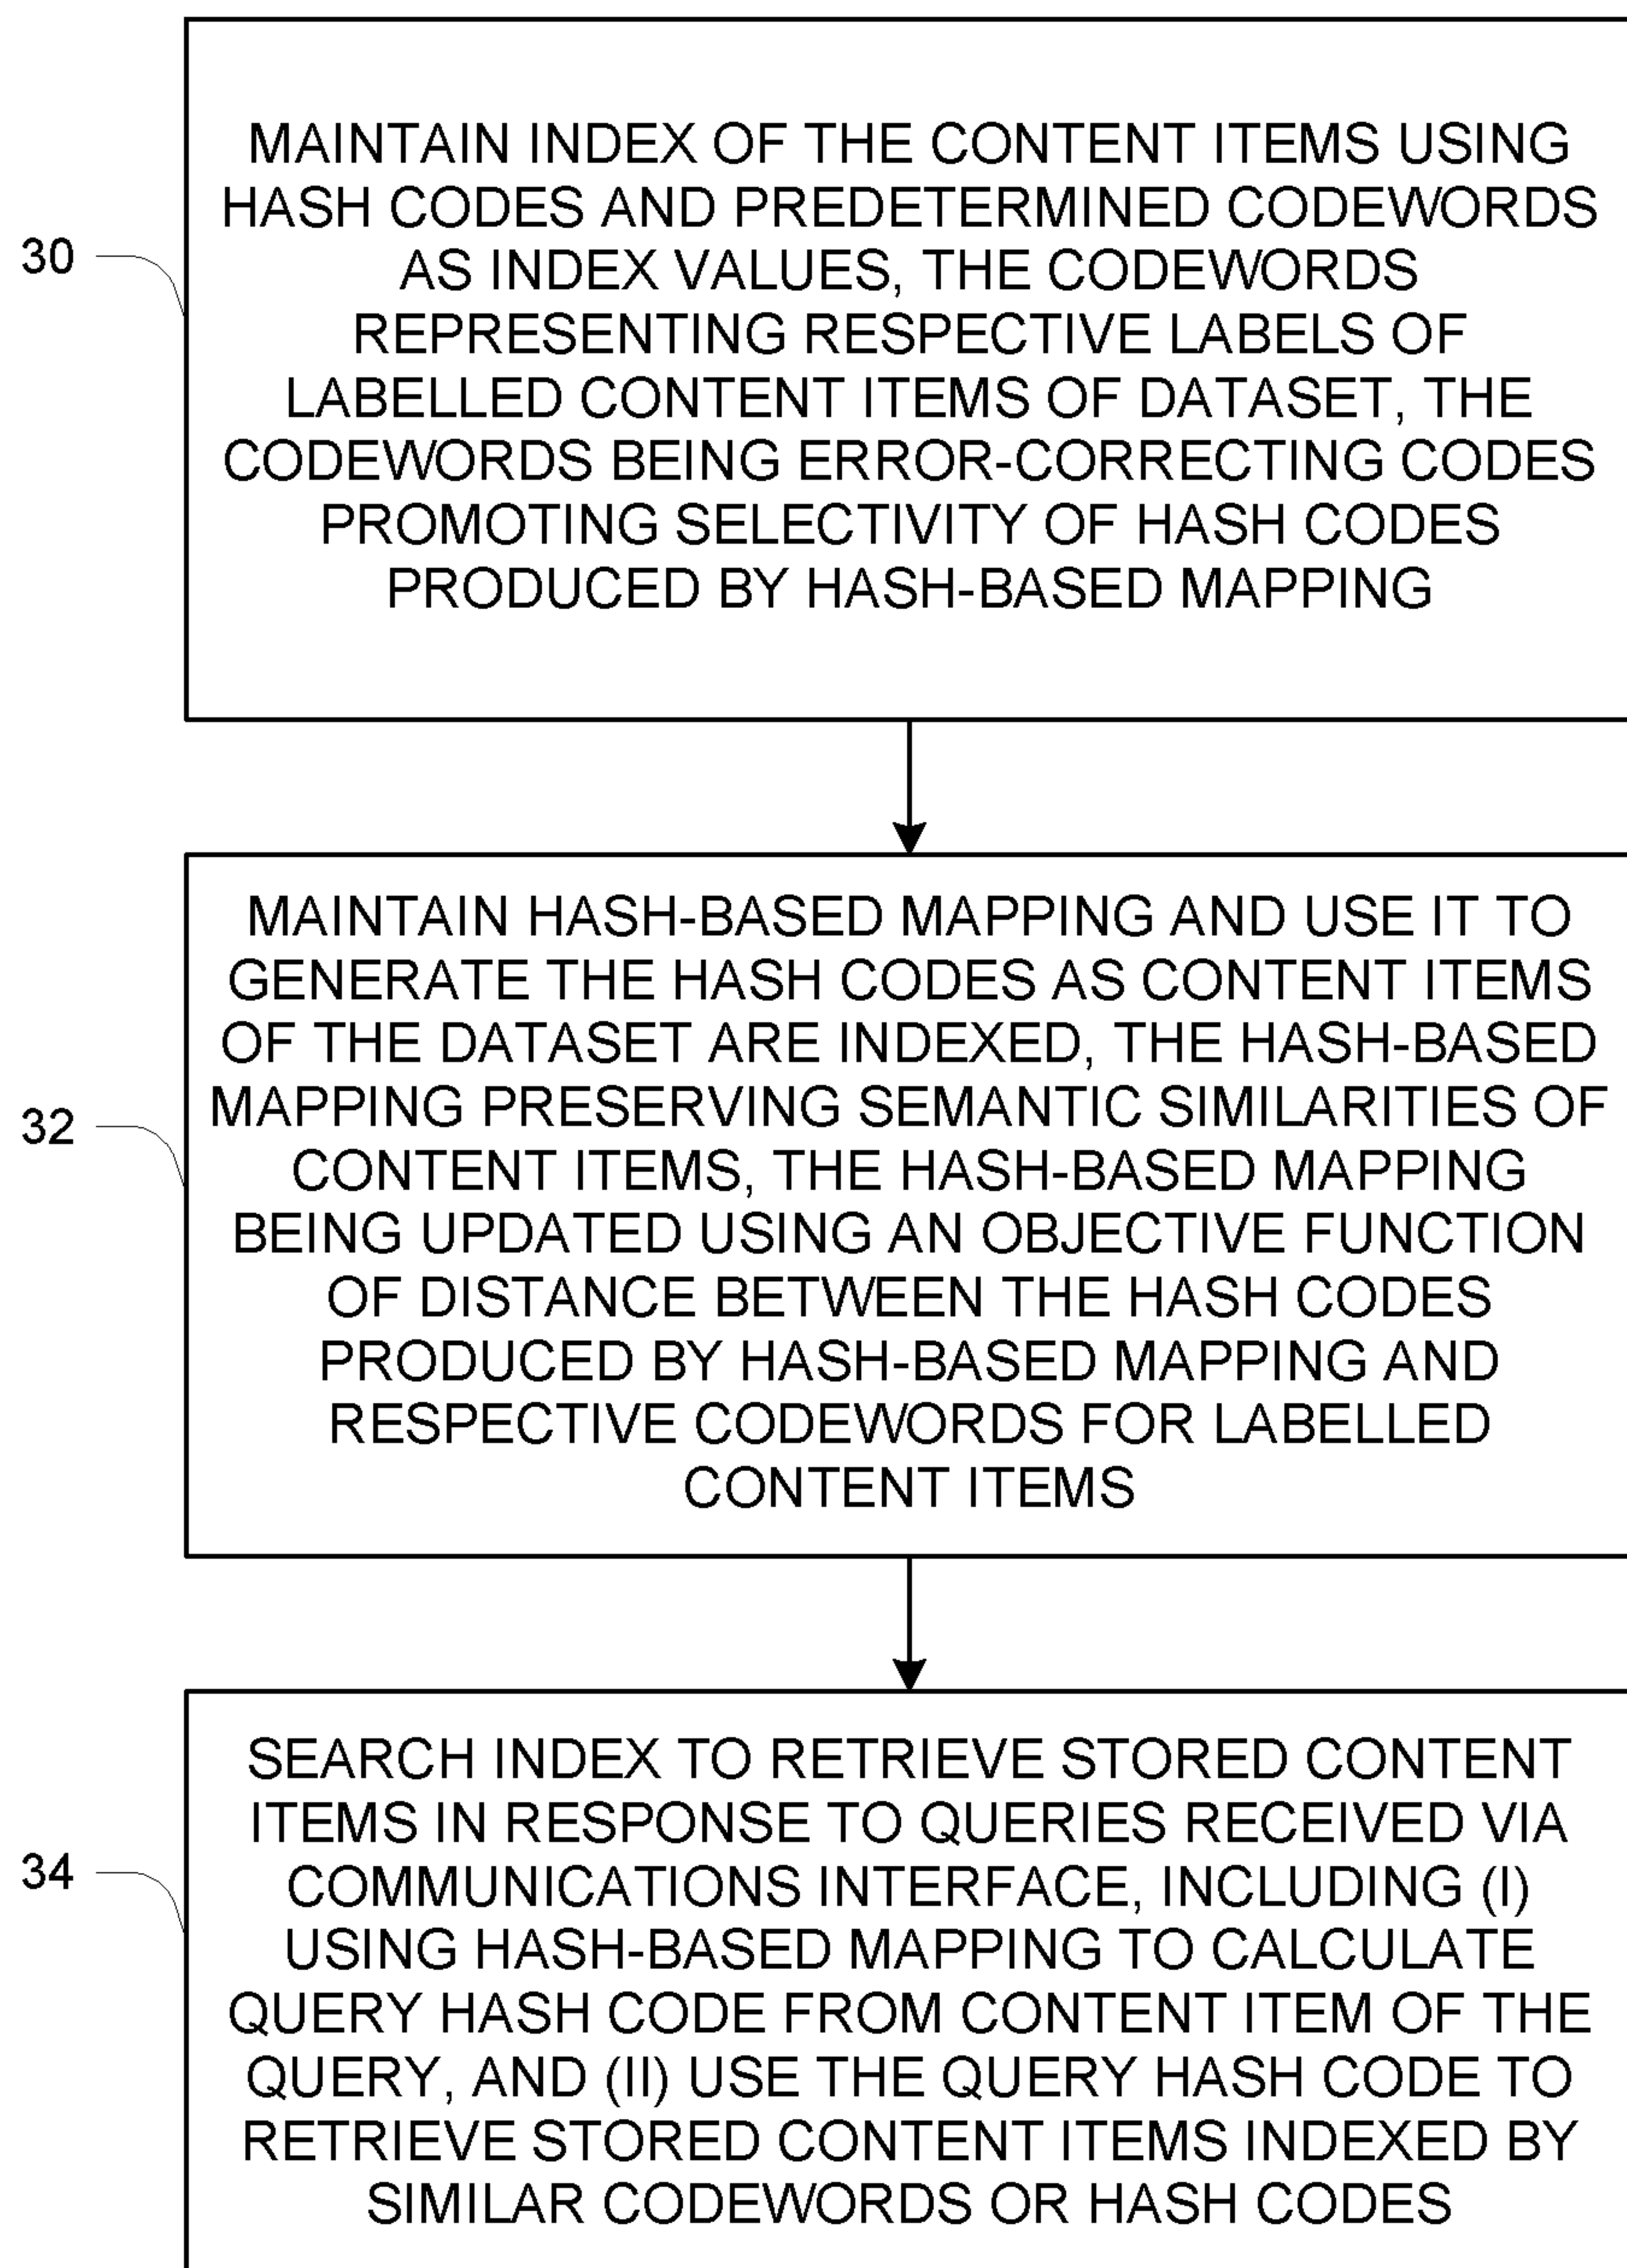 MAINTAIN INDEX OF THE CONTENT ITEMS USING
HASH CODES AND PREDETERMINED CODEWORDS
30
AS INDEX VALUES, THE CODEWORDS
REPRESENTING RESPECTIVE LABELS OF
LABELLED CONTENT ITEMS OF DATASET, THE
CODEWORDS BEING ERROR-CORRECTING CODES
PROMOTING SELECTIVITY OF HASH CODES
PRODUCED BY HASH-BASED MAPPING
MAINTAIN HASH-BASED MAPPING AND USE IT TO
GENERATE THE HASH CODES AS CONTENT ITEMS
OF THE DATASET ARE INDEXED, THE HASH-BASED
MAPPING PRESERVING SEMANTIC SIMILARITIES OF
32
CONTENT ITEMS, THE HASH-BASED MAPPING
BEING UPDATED USING AN OBJECTIVE FUNCTION
OF DISTANCE BETWEEN THE HASH CODES
PRODUCED BY HASH-BASED MAPPING AND
RESPECTIVE CODEWORDS FOR LABELLED
CONTENT ITEMS
SEARCH INDEX TO RETRIEVE STORED CONTENT
ITEMS IN RESPONSE TO QUERIES RECEIVED VIA
34
COMMUNICATIONS INTERFACE, INCLUDING (I)
USING HASH-BASED MAPPING TO CALCULATE
QUERY HASH CODE FROM CONTENT ITEM OF THE
QUERY, AND (II) USE THE QUERY HASH CODE TO
RETRIEVE STORED CONTENT ITEMS INDEXED BY
SIMILAR CODEWORDS OR HASH CODES